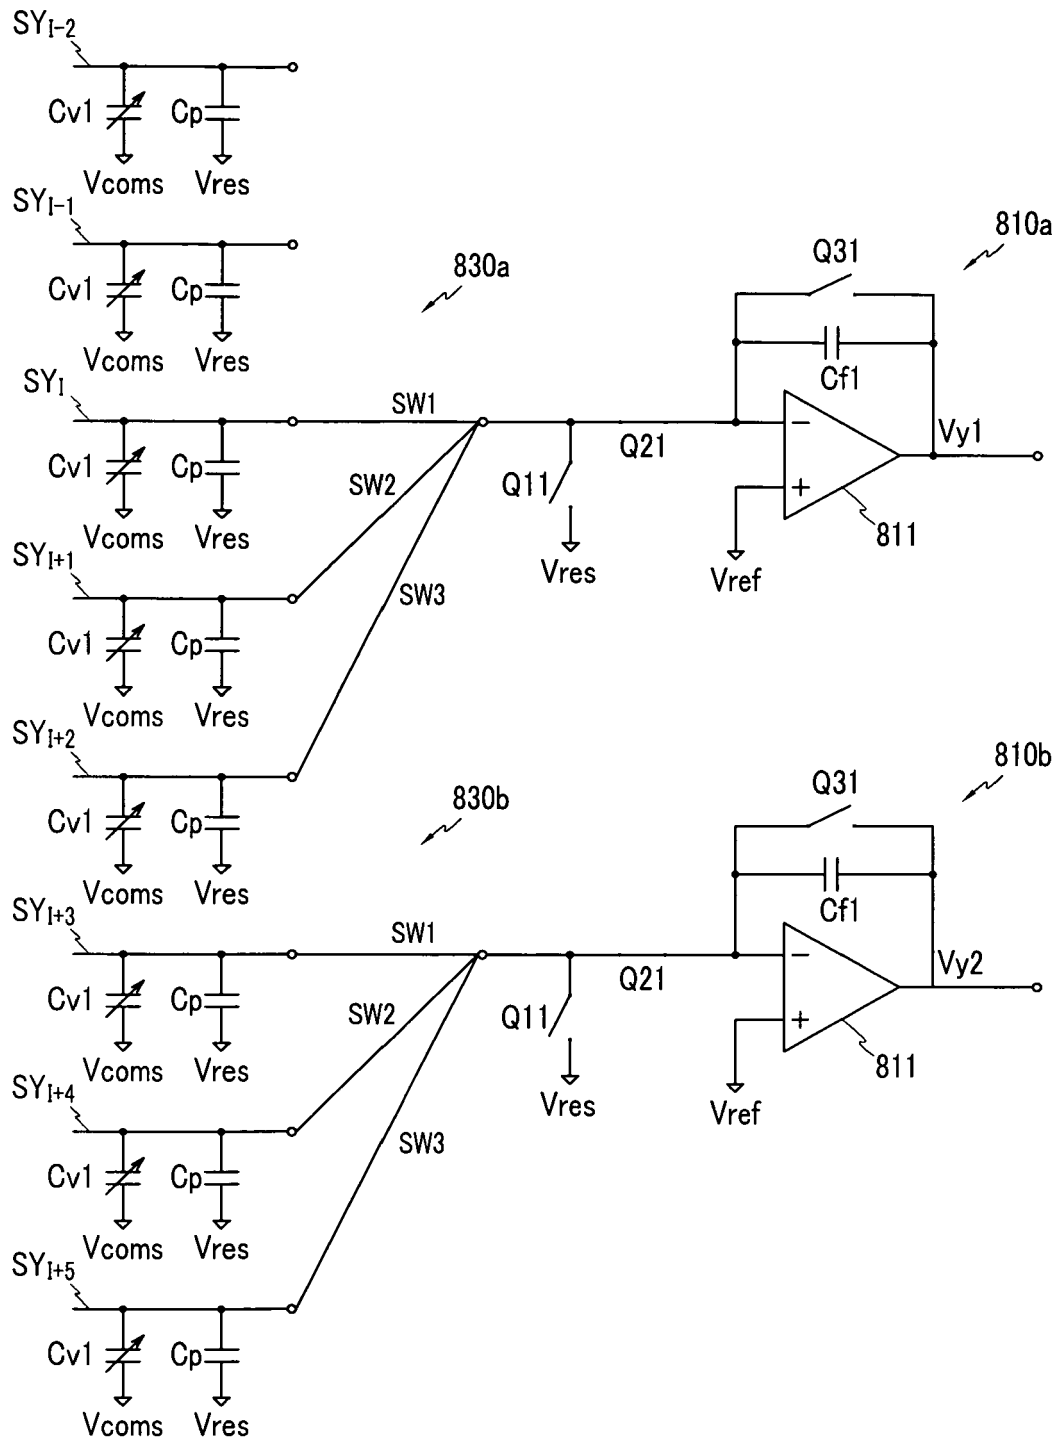 SY_{I-2}
Cv1
Cp
Vcoms
Vres
SY_{I-1}
Cv1
Cp
Vcoms
Vres
830a
810a
Q31
Cf1
SY_I
SW1
Q21
Vy1
Cv1
Cp
SW2
Q11
811
Vcoms
Vres
Vres
Vref
SY_{I+1}
SW3
Cv1
Cp
Vcoms
Vres
SY_{I+2}
Cv1
Cp
Vcoms
Vres
830b
810b
Q31
Cf1
SY_{I+3}
SW1
Q21
Vy2
Cv1
Cp
SW2
Q11
811
Vcoms
Vres
Vres
Vref
SY_{I+4}
SW3
Cv1
Cp
Vcoms
Vres
SY_{I+5}
Cv1
Cp
Vcoms
Vres